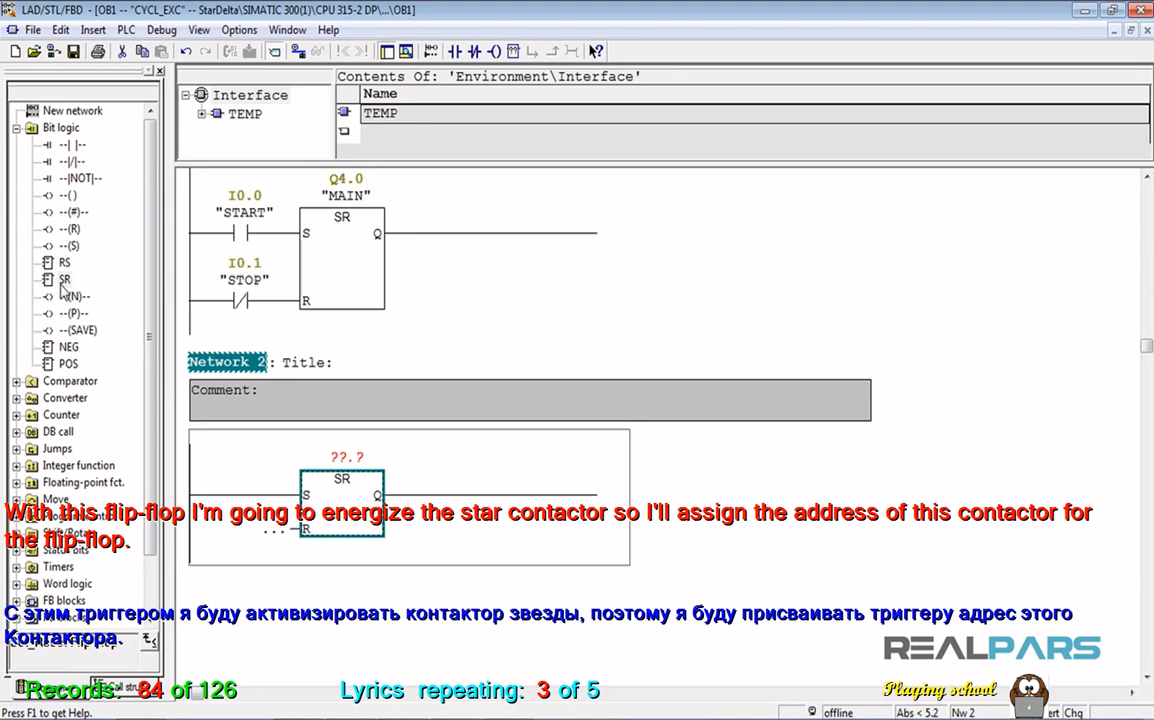 LAD/STL/FBD - [OB1 -- "CYCL_EXC" -- StarDelta\SIMATIC 300(1)\CPU 315-2 DP\...\OB1]
File Edit Insert PLC Debug View Options Window Help
Contents Of: 'Environment\Interface'
Interface
TEMP
Name
TEMP
New network
Bit logic
--| |--
--|/|--
--|NOT|--
--( )
--(#)--
--(R)
--(S)
RS
SR
(N)--
--(P)--
--(SAVE)
NEG
POS
Comparator
Converter
Counter
DB call
Jumps
Integer function
Floating-point fct.
Move
Shift/Rotate
Status bits
Timers
Word logic
FB blocks
Q4.0
I0.0
"MAIN"
"START"
SR
S
Q
I0.1
"STOP"
R
Network 2: Title:
Comment:
??.?
SR
S
Q
...
R
With this flip-flop I'm going to energize the star contactor so I'll assign the address of this contactor for
the flip-flop.
С этим триггером я буду активизировать контактор звезды, поэтому я буду присваивать триггеру адрес этого
Контактора.
REALPARS
Records: 84 of 126
Lyrics repeating: 3 of 5
Playing school
Press F1 to get Help.
offline
Abs < 5.2
Nw 2
ert
Chg